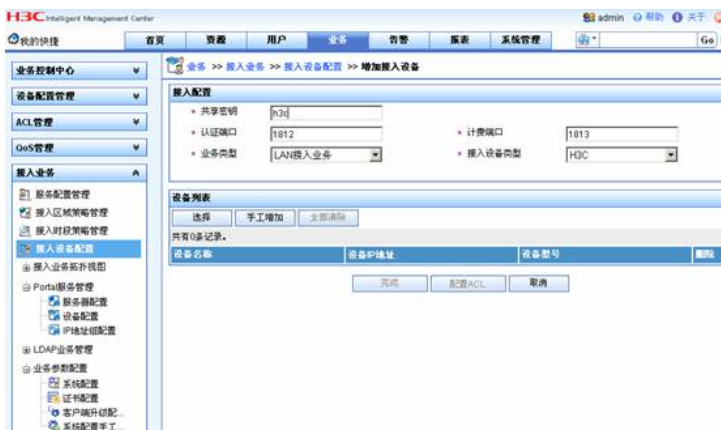 H3C Intelligent Management Center
admin 帮助 关于
我的快捷 首页 资源 用户 业务 告警 报表 系统管理 Go
业务控制中心
设备配置管理
ACL管理
QoS管理
接入业务
服务配置管理
接入区域策略管理
接入时段策略管理
接入设备配置
接入业务拓扑视图
Portal服务管理
服务器配置
设备配置
IP地址组配置
LDAP业务管理
业务参数配置
系统配置
证书配置
客户端升级配...
系统配置手工...
业务 >> 接入业务 >> 接入设备配置 >> 增加接入设备
接入配置
* 共享密钥 h3c
* 认证端口 1812 * 计费端口 1813
* 业务类型 LAN接入业务 * 接入设备类型 H3C
设备列表
选择 手工增加 全部清除
共有0条记录。
设备名称 设备IP地址 设备型号 删除
完成 配置ACL 取消